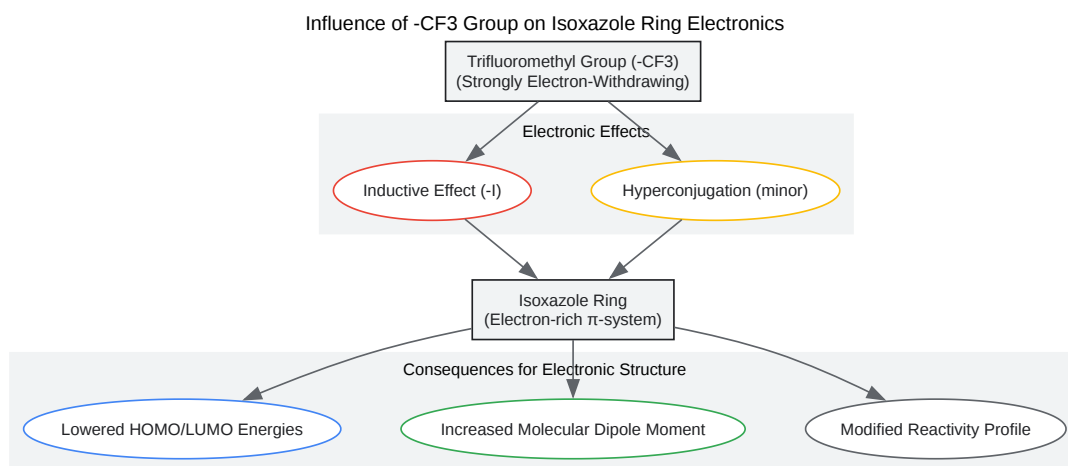 Influence of -CF3 Group on Isoxazole Ring Electronics
Trifluoromethyl Group (-CF3)
(Strongly Electron-Withdrawing)
Electronic Effects
Inductive Effect (-I)
Hyperconjugation (minor)
Isoxazole Ring
(Electron-rich π-system)
Consequences for Electronic Structure
Lowered HOMO/LUMO Energies
Increased Molecular Dipole Moment
Modified Reactivity Profile